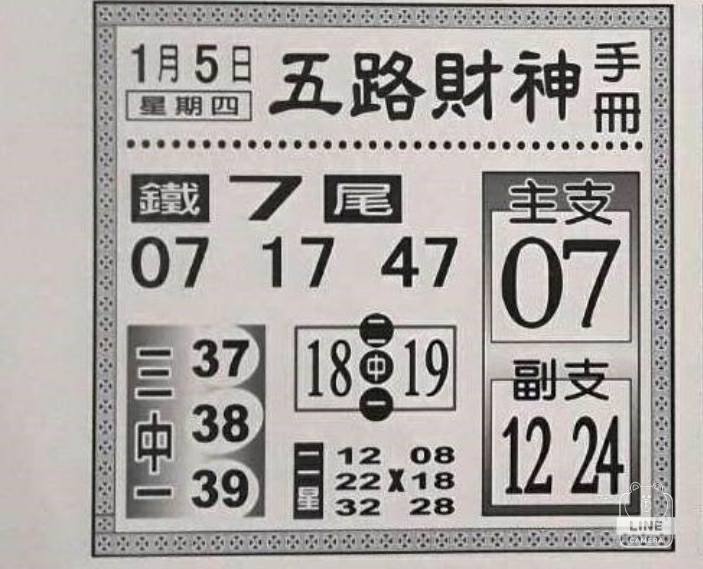 1月5日
星期四
五路財神
手冊
鐵7尾
07 17 47
主支
07
三中一
37
38
39
18 二中一 19
副支
12 24
二星
12 08
22 X 18
32 28
LINE
CAMERA